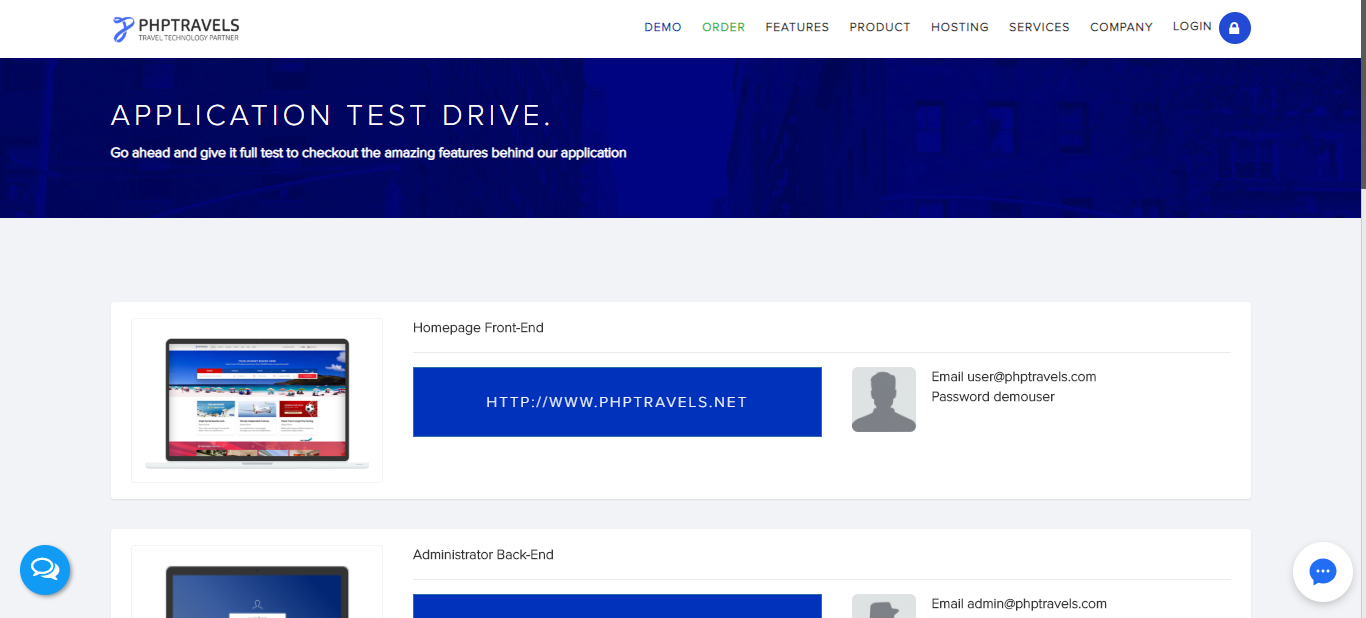 PHPTRAVELS
TRAVEL TECHNOLOGY PARTNER
DEMO ORDER FEATURES PRODUCT HOSTING SERVICES COMPANY LOGIN
APPLICATION TEST DRIVE.
Go ahead and give it full test to checkout the amazing features behind our application
Homepage Front-End
HTTP://WWW.PHPTRAVELS.NET
Email user@phptravels.com
Password demouser
Administrator Back-End
Email admin@phptravels.com